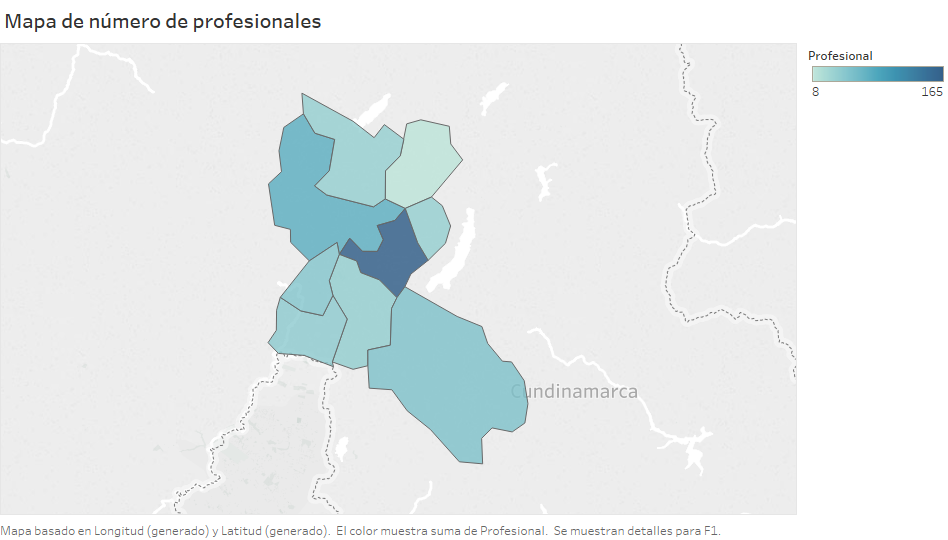 Mapa de número de profesionales
Profesional
8 165
Cundinamarca
Mapa basado en Longitud (generado) y Latitud (generado). El color muestra suma de Profesional. Se muestran detalles para F1.